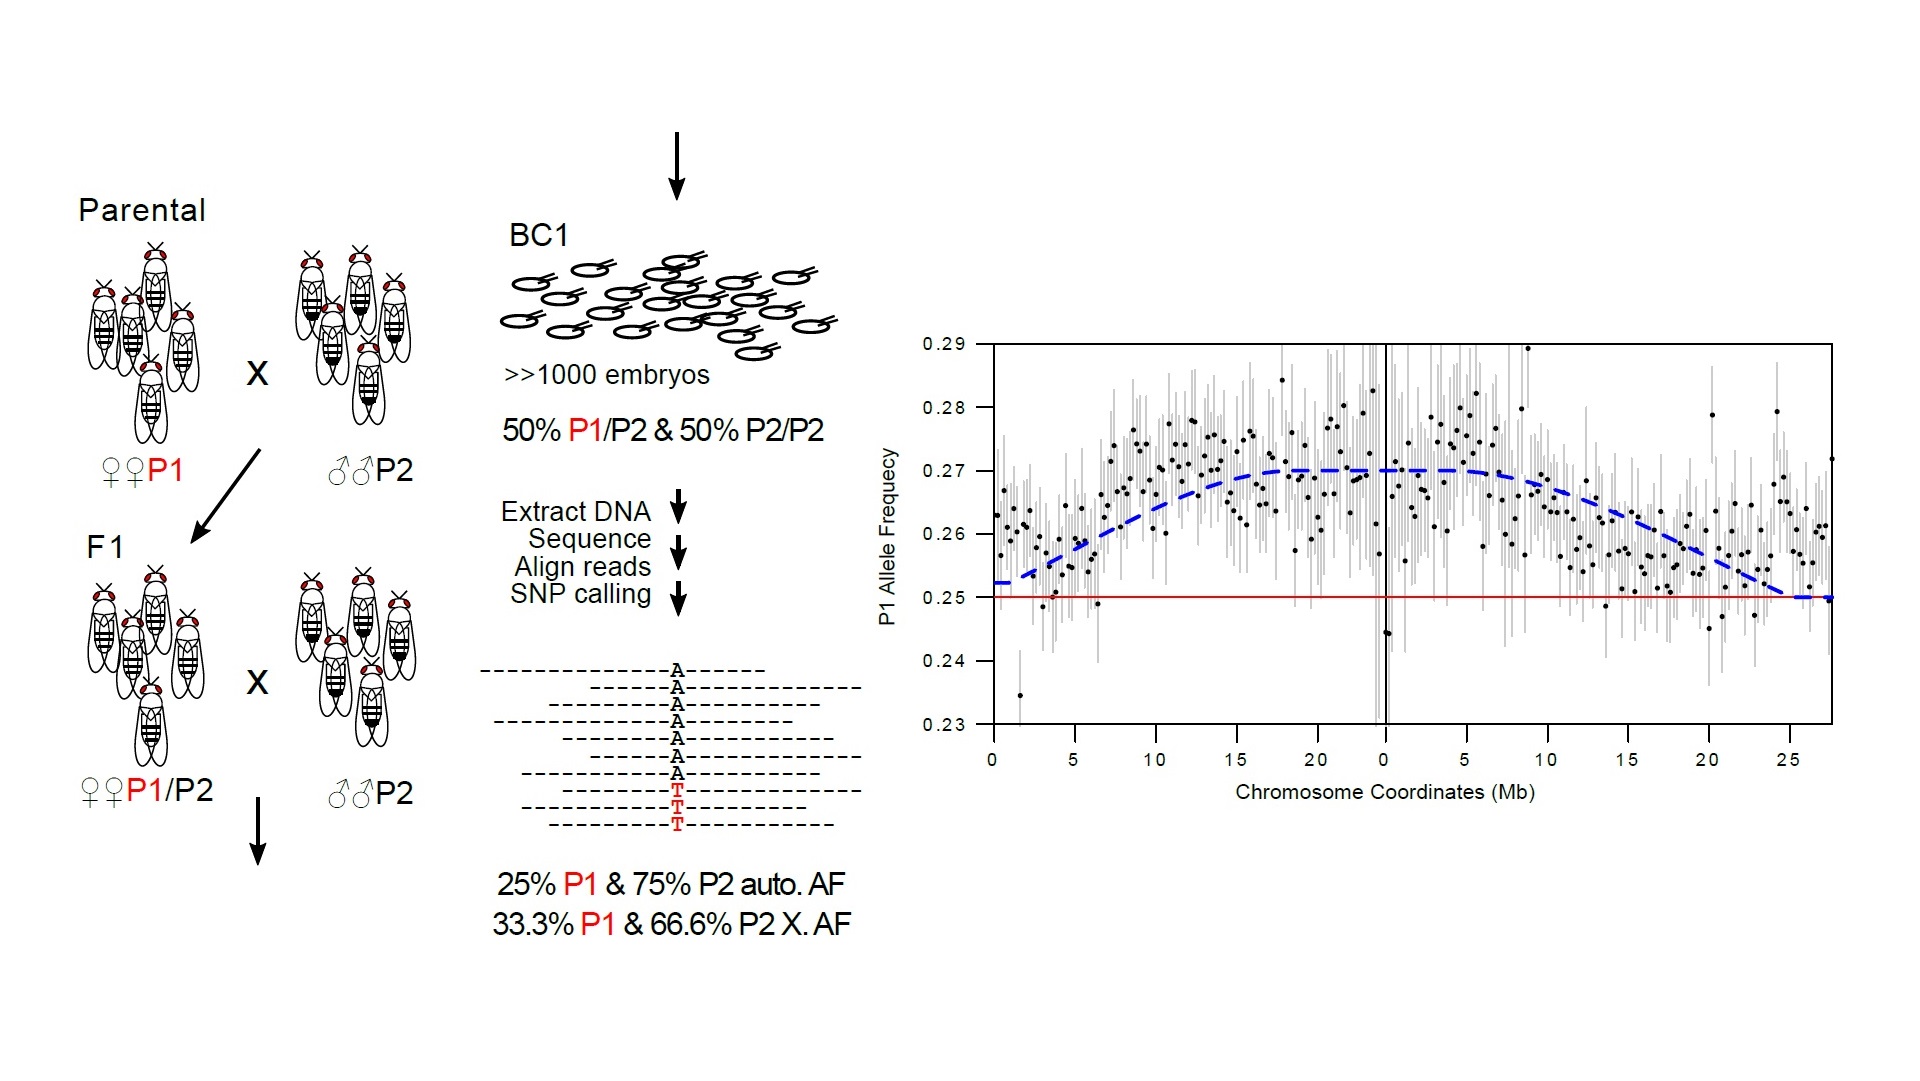 Parental
x
♀♀P1
♂♂P2
F1
x
♀♀P1/P2
♂♂P2
BC1
>>1000 embryos
50% P1/P2 & 50% P2/P2
Extract DNA
Sequence
Align reads
SNP calling
--------------A------
------A-------------
---------A----------
-------------A--------
--------A-----------
------A-------------
-----------A----------
--------T-------------
-----------T---------
---------T-----------
25% P1 & 75% P2 auto. AF
33.3% P1 & 66.6% P2 X. AF
P1 Allele Frequecy
0.29
0.28
0.27
0.26
0.25
0.24
0.23
0 5 10 15 20 0 5 10 15 20 25
Chromosome Coordinates (Mb)